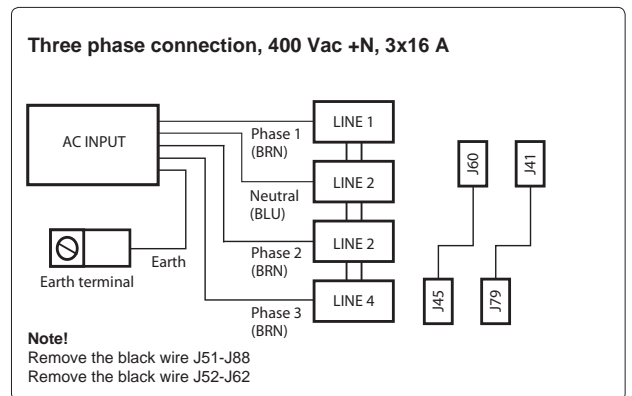 Three phase connection, 400 Vac +N, 3x16 A
AC INPUT
LINE 1
Phase 1
(BRN)
LINE 2
Neutral
(BLU)
LINE 2
Phase 2
(BRN)
LINE 4
Phase 3
(BRN)
Earth
Earth terminal
J60
J41
J45
J79
Note!
Remove the black wire J51-J88
Remove the black wire J52-J62